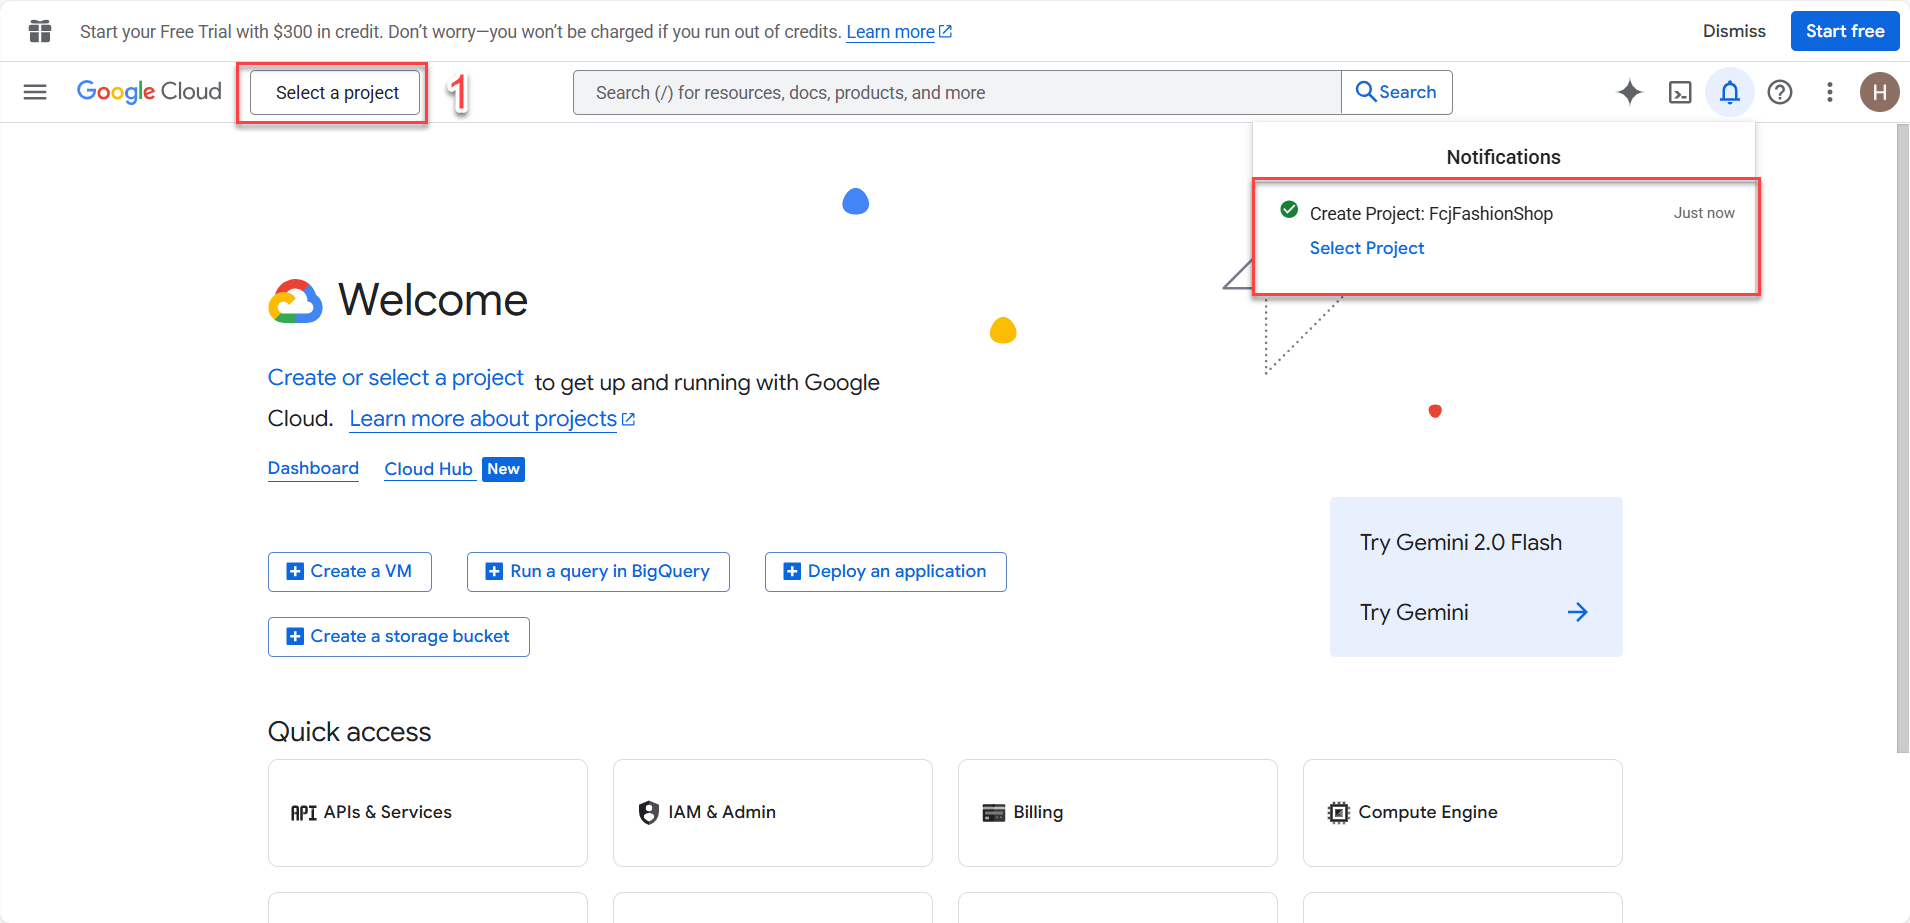 Start your Free Trial with $300 in credit. Don’t worry—you won’t be charged if you run out of credits. Learn more
Dismiss
Start free
Google Cloud
Select a project
1
Search (/) for resources, docs, products, and more
Search
H
Notifications
Create Project: FcjFashionShop
Just now
Select Project
Welcome
Create or select a project to get up and running with Google
Cloud. Learn more about projects
Dashboard
Cloud Hub
New
Create a VM
Run a query in BigQuery
Deploy an application
Create a storage bucket
Try Gemini 2.0 Flash
Try Gemini
Quick access
API APIs & Services
IAM & Admin
Billing
Compute Engine